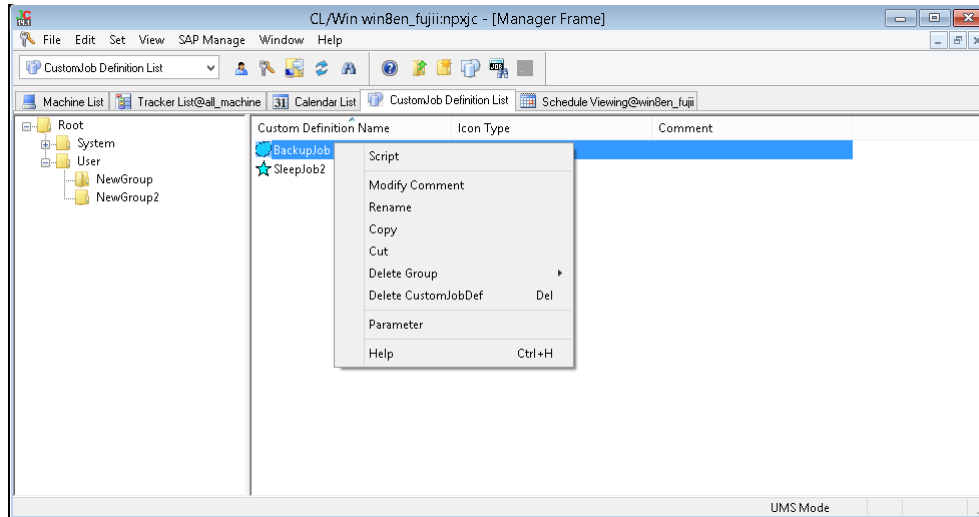 CL/Win win8en_fujii:npxjc - [Manager Frame]
File Edit Set View SAP Manage Window Help
CustomJob Definition List
Machine List Tracker List@all_machine 31 Calendar List CustomJob Definition List Schedule Viewing@win8en_fujii
Root
System
User
NewGroup
NewGroup2
Custom Definition Name Icon Type Comment
BackupJob
SleepJob2
Script
Modify Comment
Rename
Copy
Cut
Delete Group
Delete CustomJobDef Del
Parameter
Help Ctrl+H
UMS Mode